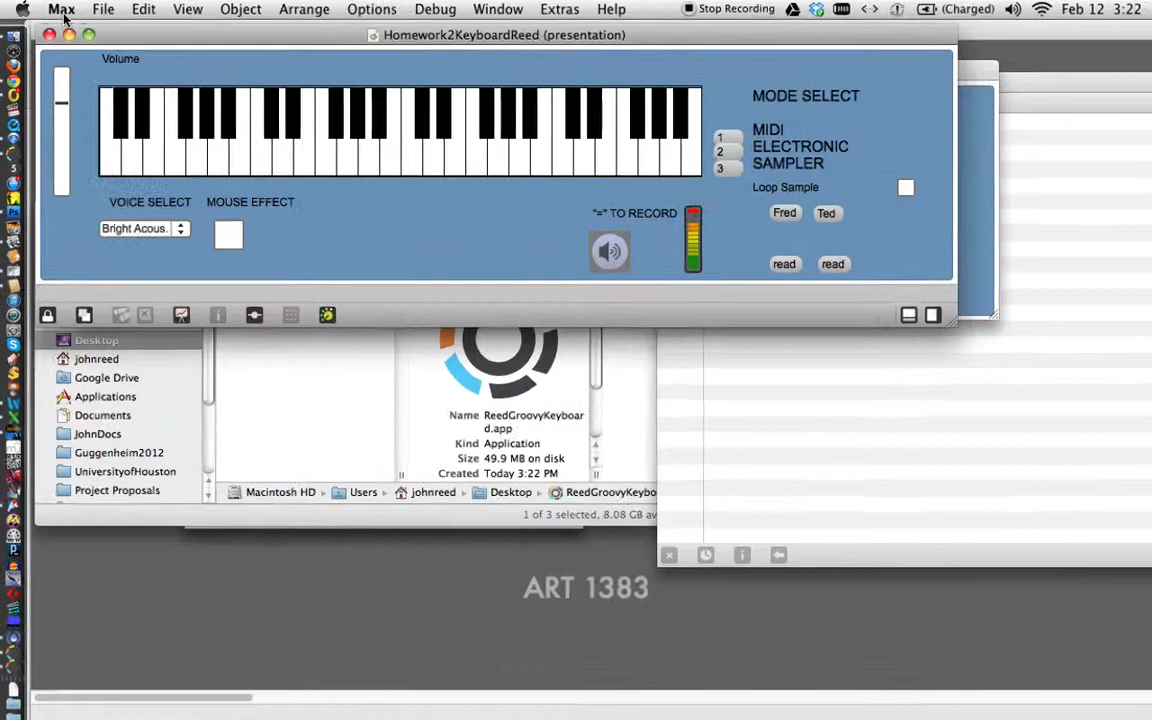 Max File Edit View Object Arrange Options Debug Window Extras Help Stop Recording (Charged) Feb 12 3:22
Homework2KeyboardReed (presentation)
Volume
MODE SELECT
1 MIDI
2 ELECTRONIC
3 SAMPLER
Loop Sample
VOICE SELECT MOUSE EFFECT
"=" TO RECORD
Fred Ted
Bright Acous.
read read
Desktop
johnreed
Google Drive
Applications
Documents
JohnDocs
Guggenheim2012
UniversityofHouston
Project Proposals
Name ReedGroovyKeyboar
d.app
Kind Application
Size 49.9 MB on disk
Created Today 3:22 PM
Macintosh HD Users johnreed Desktop ReedGroovyKeybo
1 of 3 selected, 8.08 GB av
ART 1383